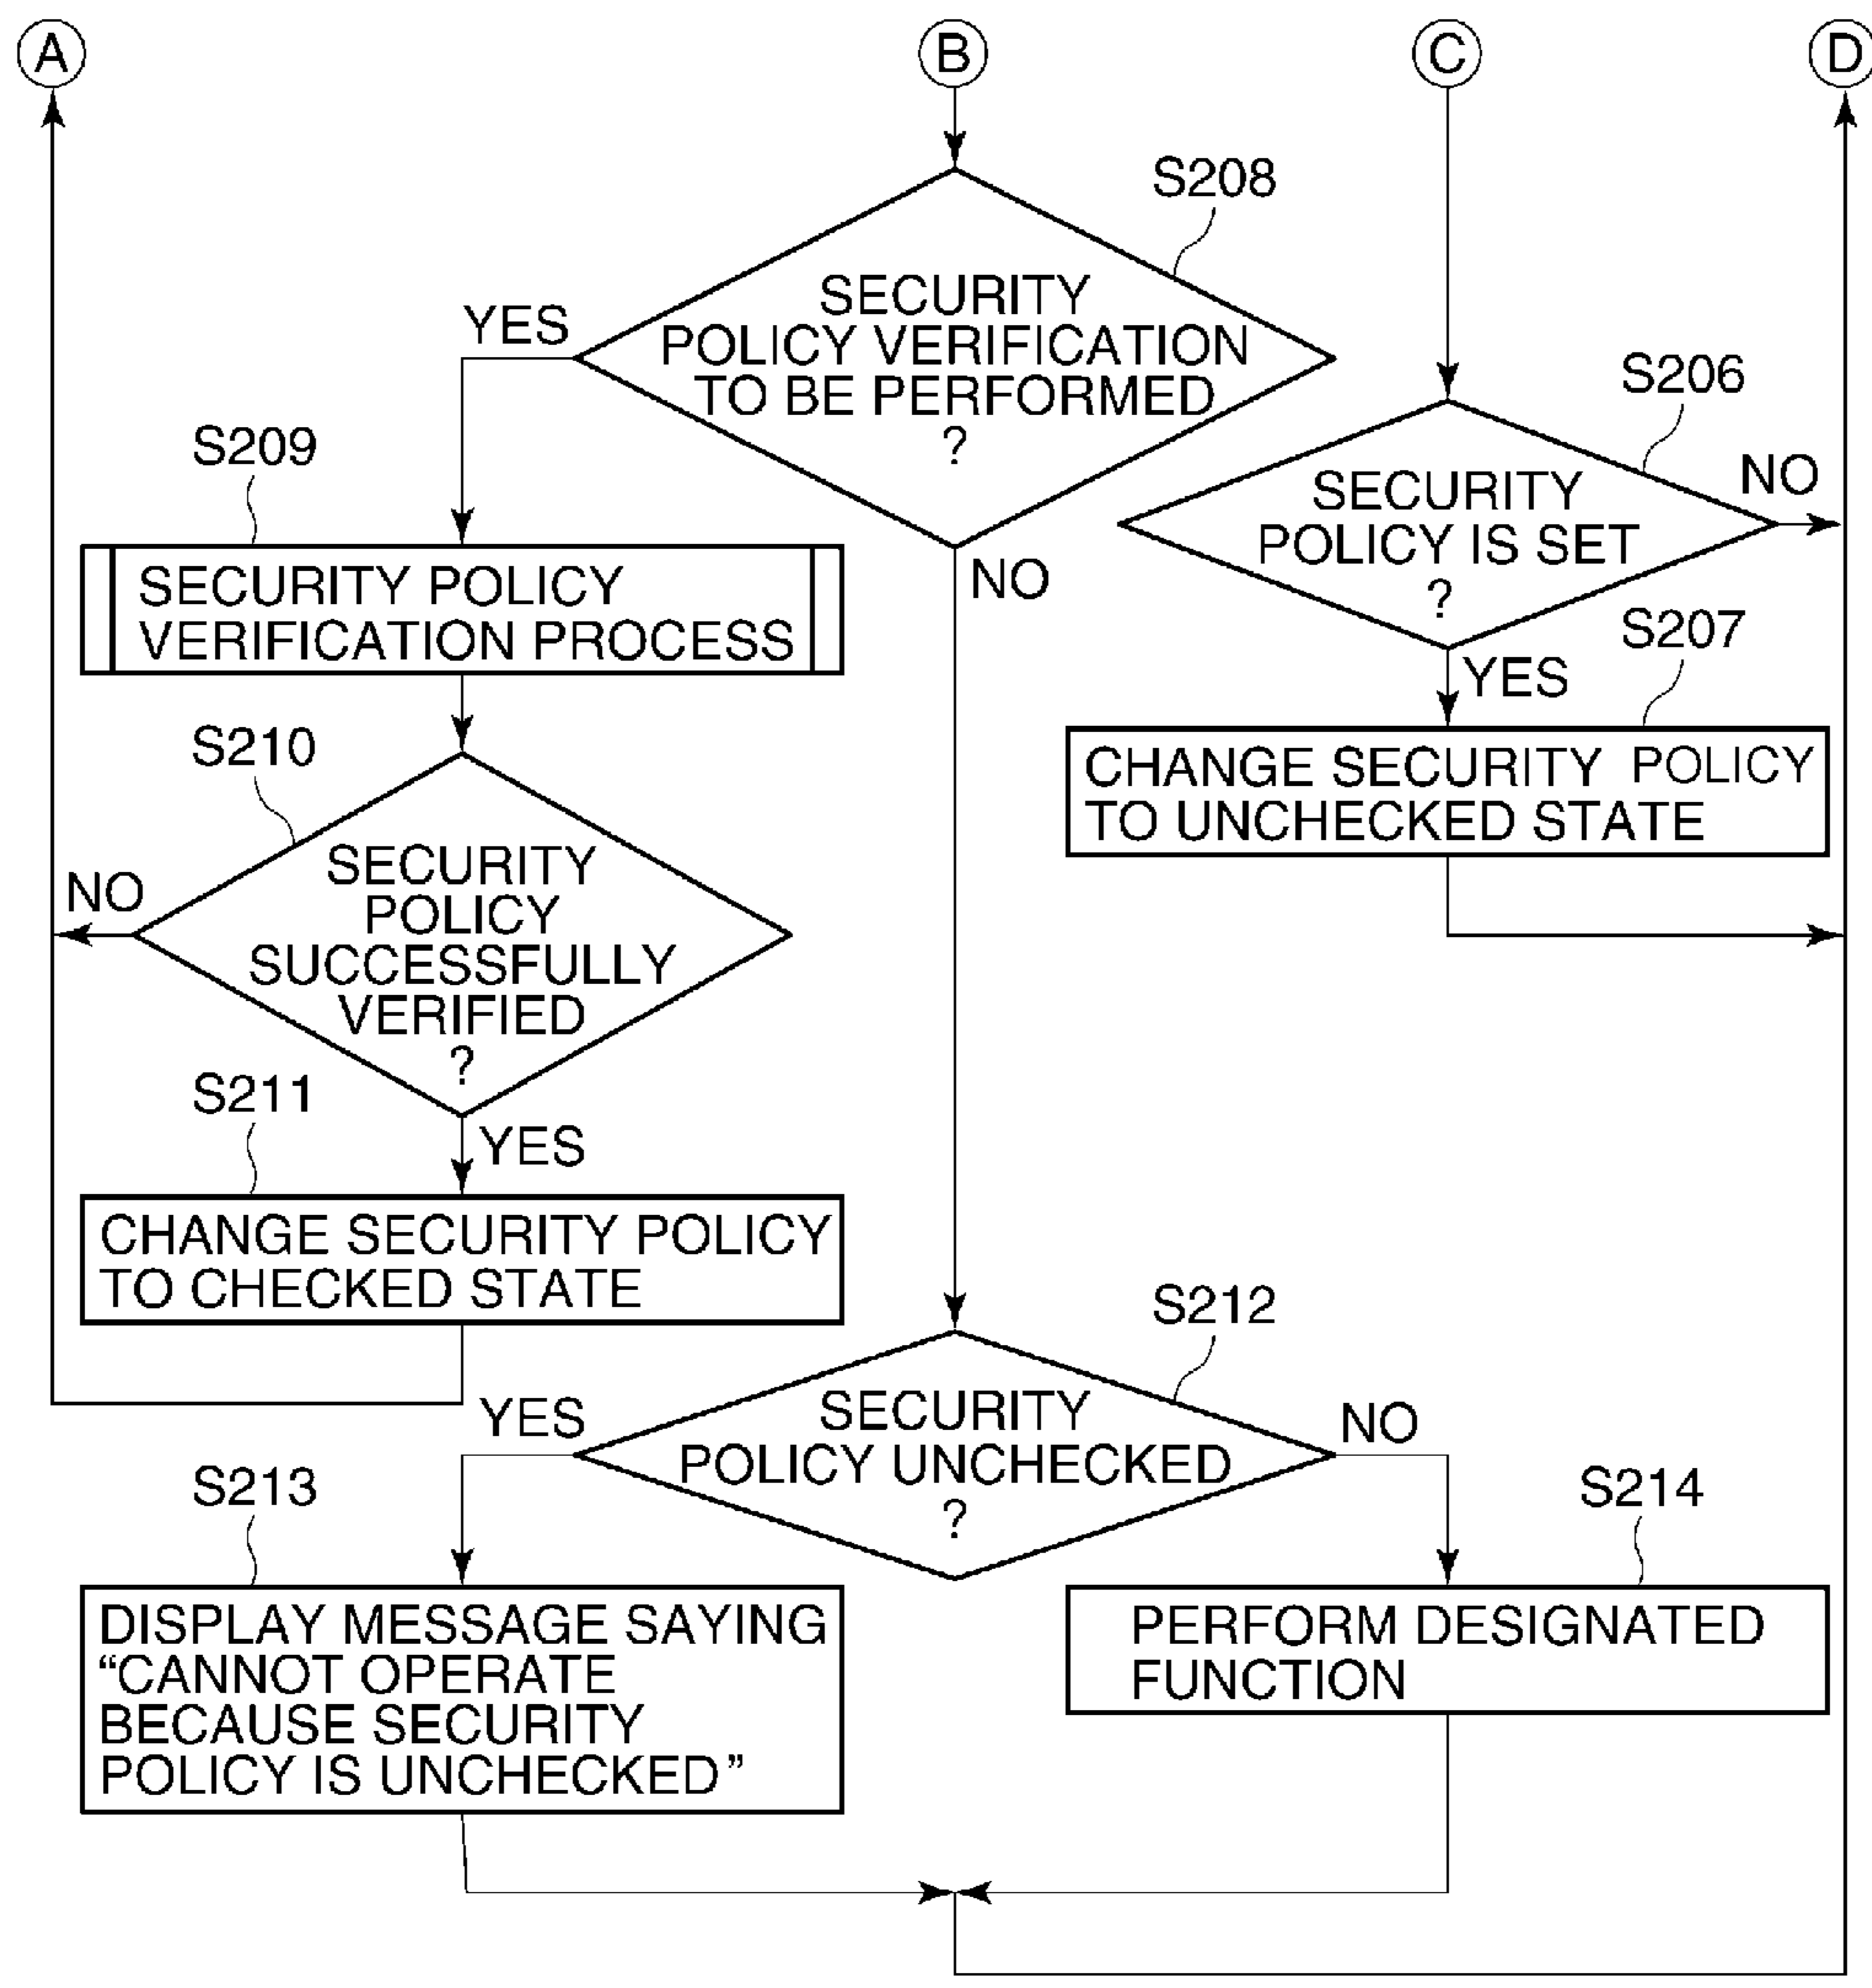 A
B
C
D
S208
SECURITY
POLICY VERIFICATION
TO BE PERFORMED
?
YES
NO
S206
SECURITY
POLICY IS SET
?
NO
YES
S209
SECURITY POLICY
VERIFICATION PROCESS
S207
CHANGE SECURITY POLICY
TO UNCHECKED STATE
S210
SECURITY
POLICY
SUCCESSFULLY
VERIFIED
?
NO
YES
S211
CHANGE SECURITY POLICY
TO CHECKED STATE
S212
SECURITY
POLICY UNCHECKED
?
YES
NO
S213
DISPLAY MESSAGE SAYING
“CANNOT OPERATE
BECAUSE SECURITY
POLICY IS UNCHECKED”
S214
PERFORM DESIGNATED
FUNCTION